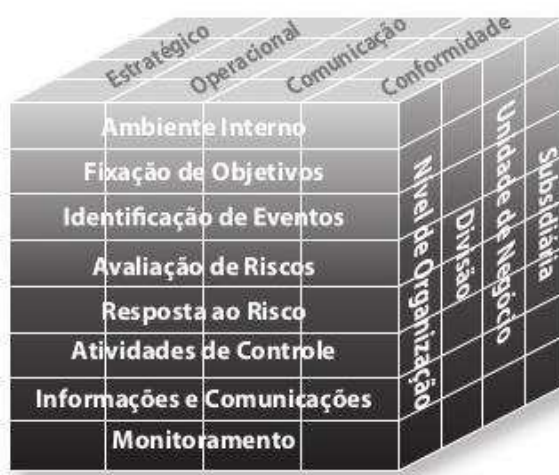 Estratégico
Operacional
Comunicação
Conformidade
Ambiente Interno
Fixação de Objetivos
Identificação de Eventos
Avaliação de Riscos
Resposta ao Risco
Atividades de Controle
Informações e Comunicações
Monitoramento
Nível de Organização
Divisão
Unidade de Negócio
Subsidiária